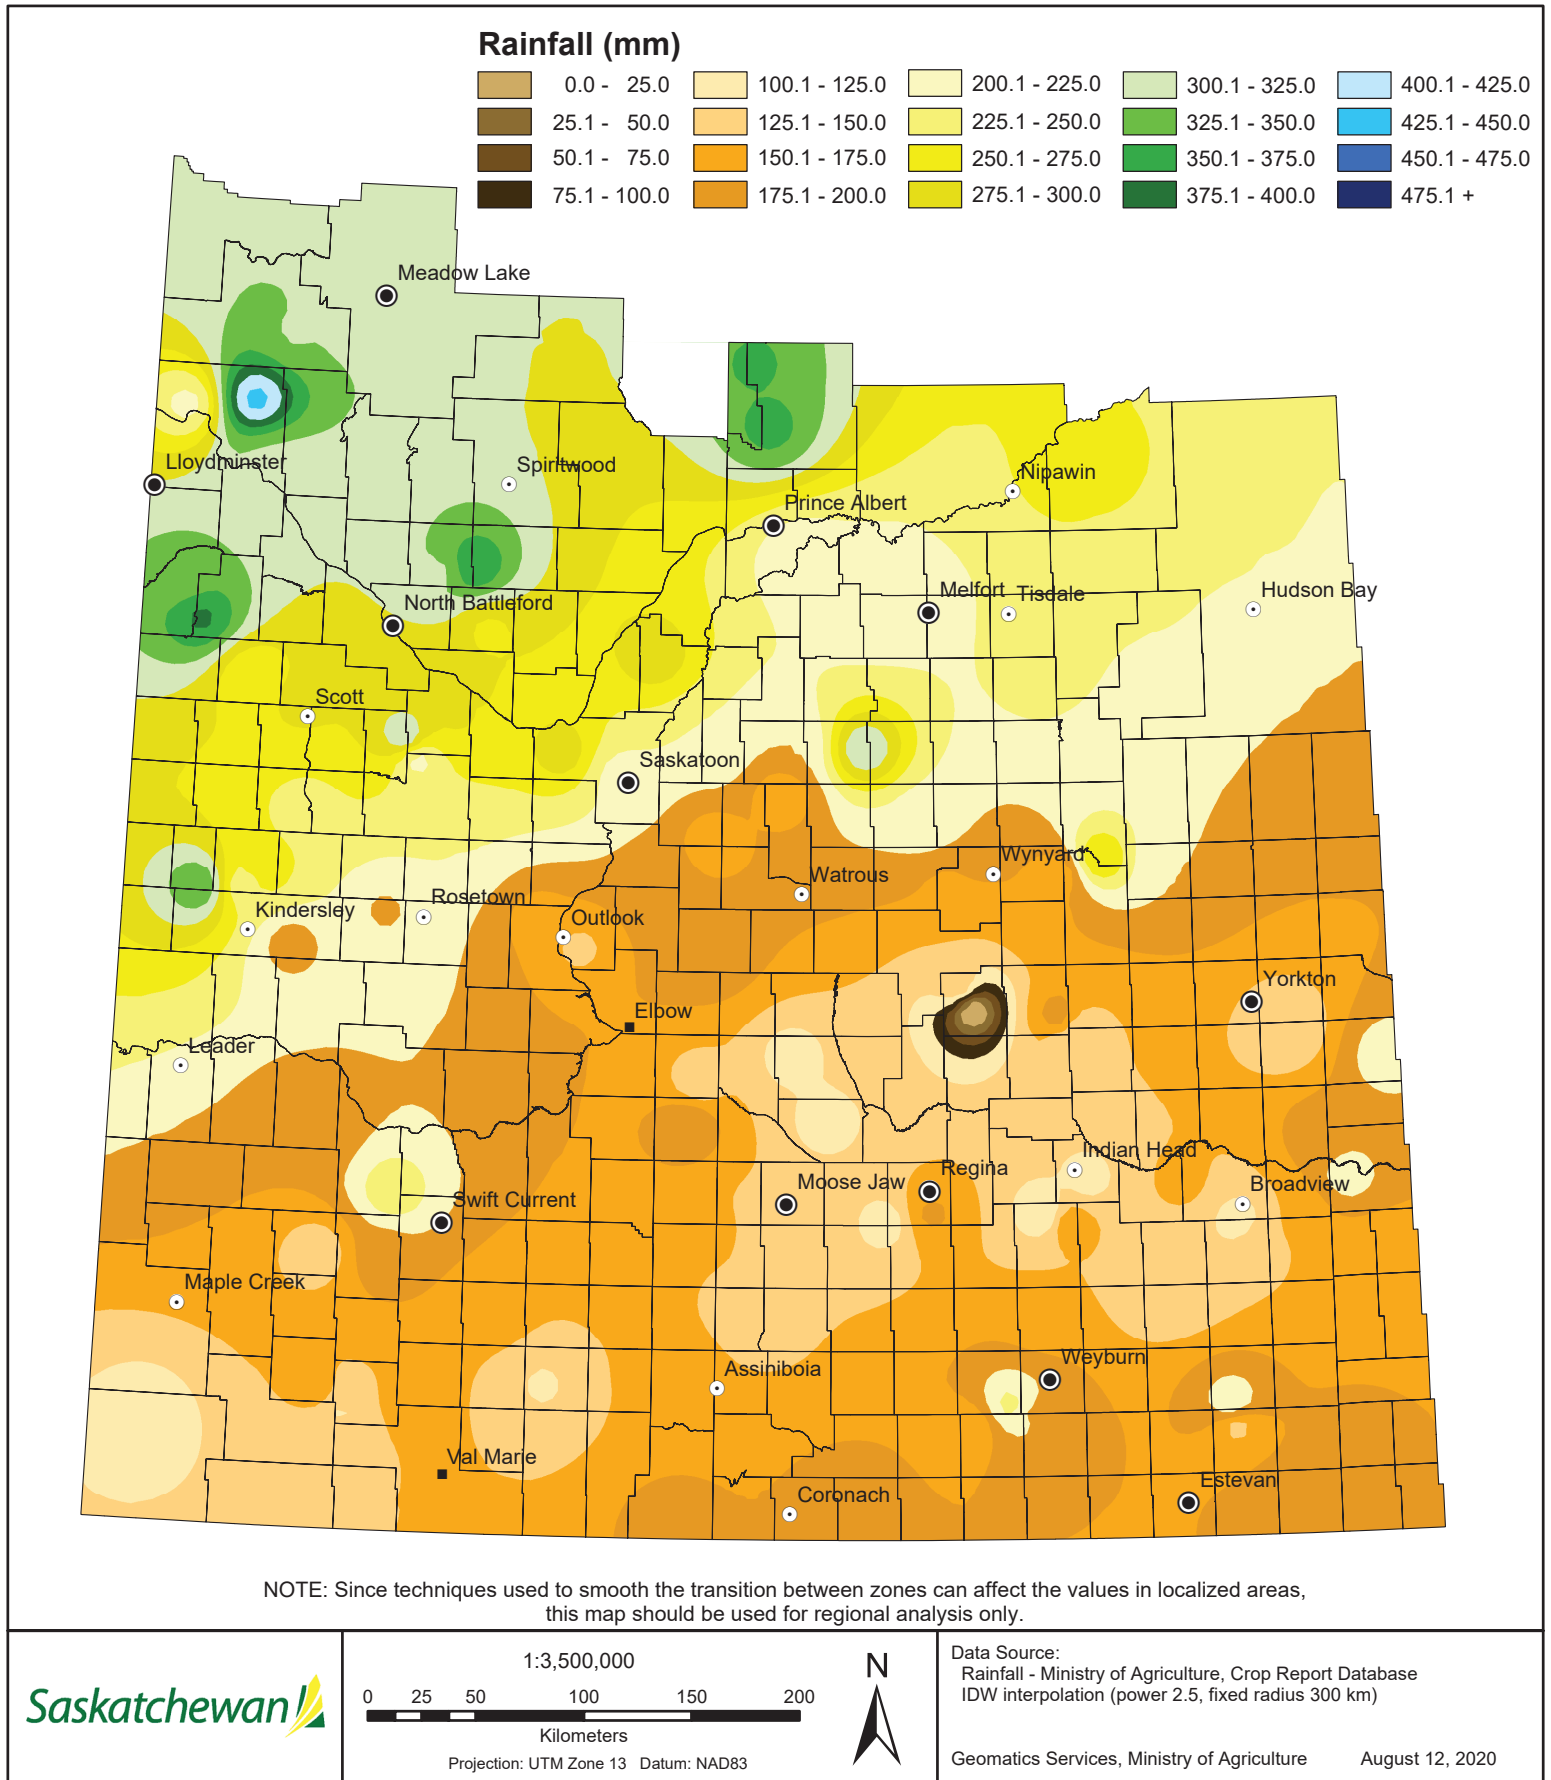 Rainfall (mm)
0.0 - 25.0
25.1 - 50.0
50.1 - 75.0
75.1 - 100.0
100.1 - 125.0
125.1 - 150.0
150.1 - 175.0
175.1 - 200.0
200.1 - 225.0
225.1 - 250.0
250.1 - 275.0
275.1 - 300.0
300.1 - 325.0
325.1 - 350.0
350.1 - 375.0
375.1 - 400.0
400.1 - 425.0
425.1 - 450.0
450.1 - 475.0
475.1 +
Meadow Lake
Lloydminster
Spiritwood
Nipawin
Prince Albert
North Battleford
Melfort
Tisdale
Hudson Bay
Scott
Saskatoon
Wynyard
Watrous
Rosetown
Kindersley
Outlook
Yorkton
Elbow
Leader
Indian Head
Regina
Moose Jaw
Broadview
Swift Current
Maple Creek
Weyburn
Assiniboia
Val Marie
Estevan
Coronach
NOTE: Since techniques used to smooth the transition between zones can affect the values in localized areas,
this map should be used for regional analysis only.
Saskatchewan
1:3,500,000
0 25 50 100 150 200
Kilometers
Projection: UTM Zone 13 Datum: NAD83
N
Data Source:
Rainfall - Ministry of Agriculture, Crop Report Database
IDW interpolation (power 2.5, fixed radius 300 km)
Geomatics Services, Ministry of Agriculture August 12, 2020